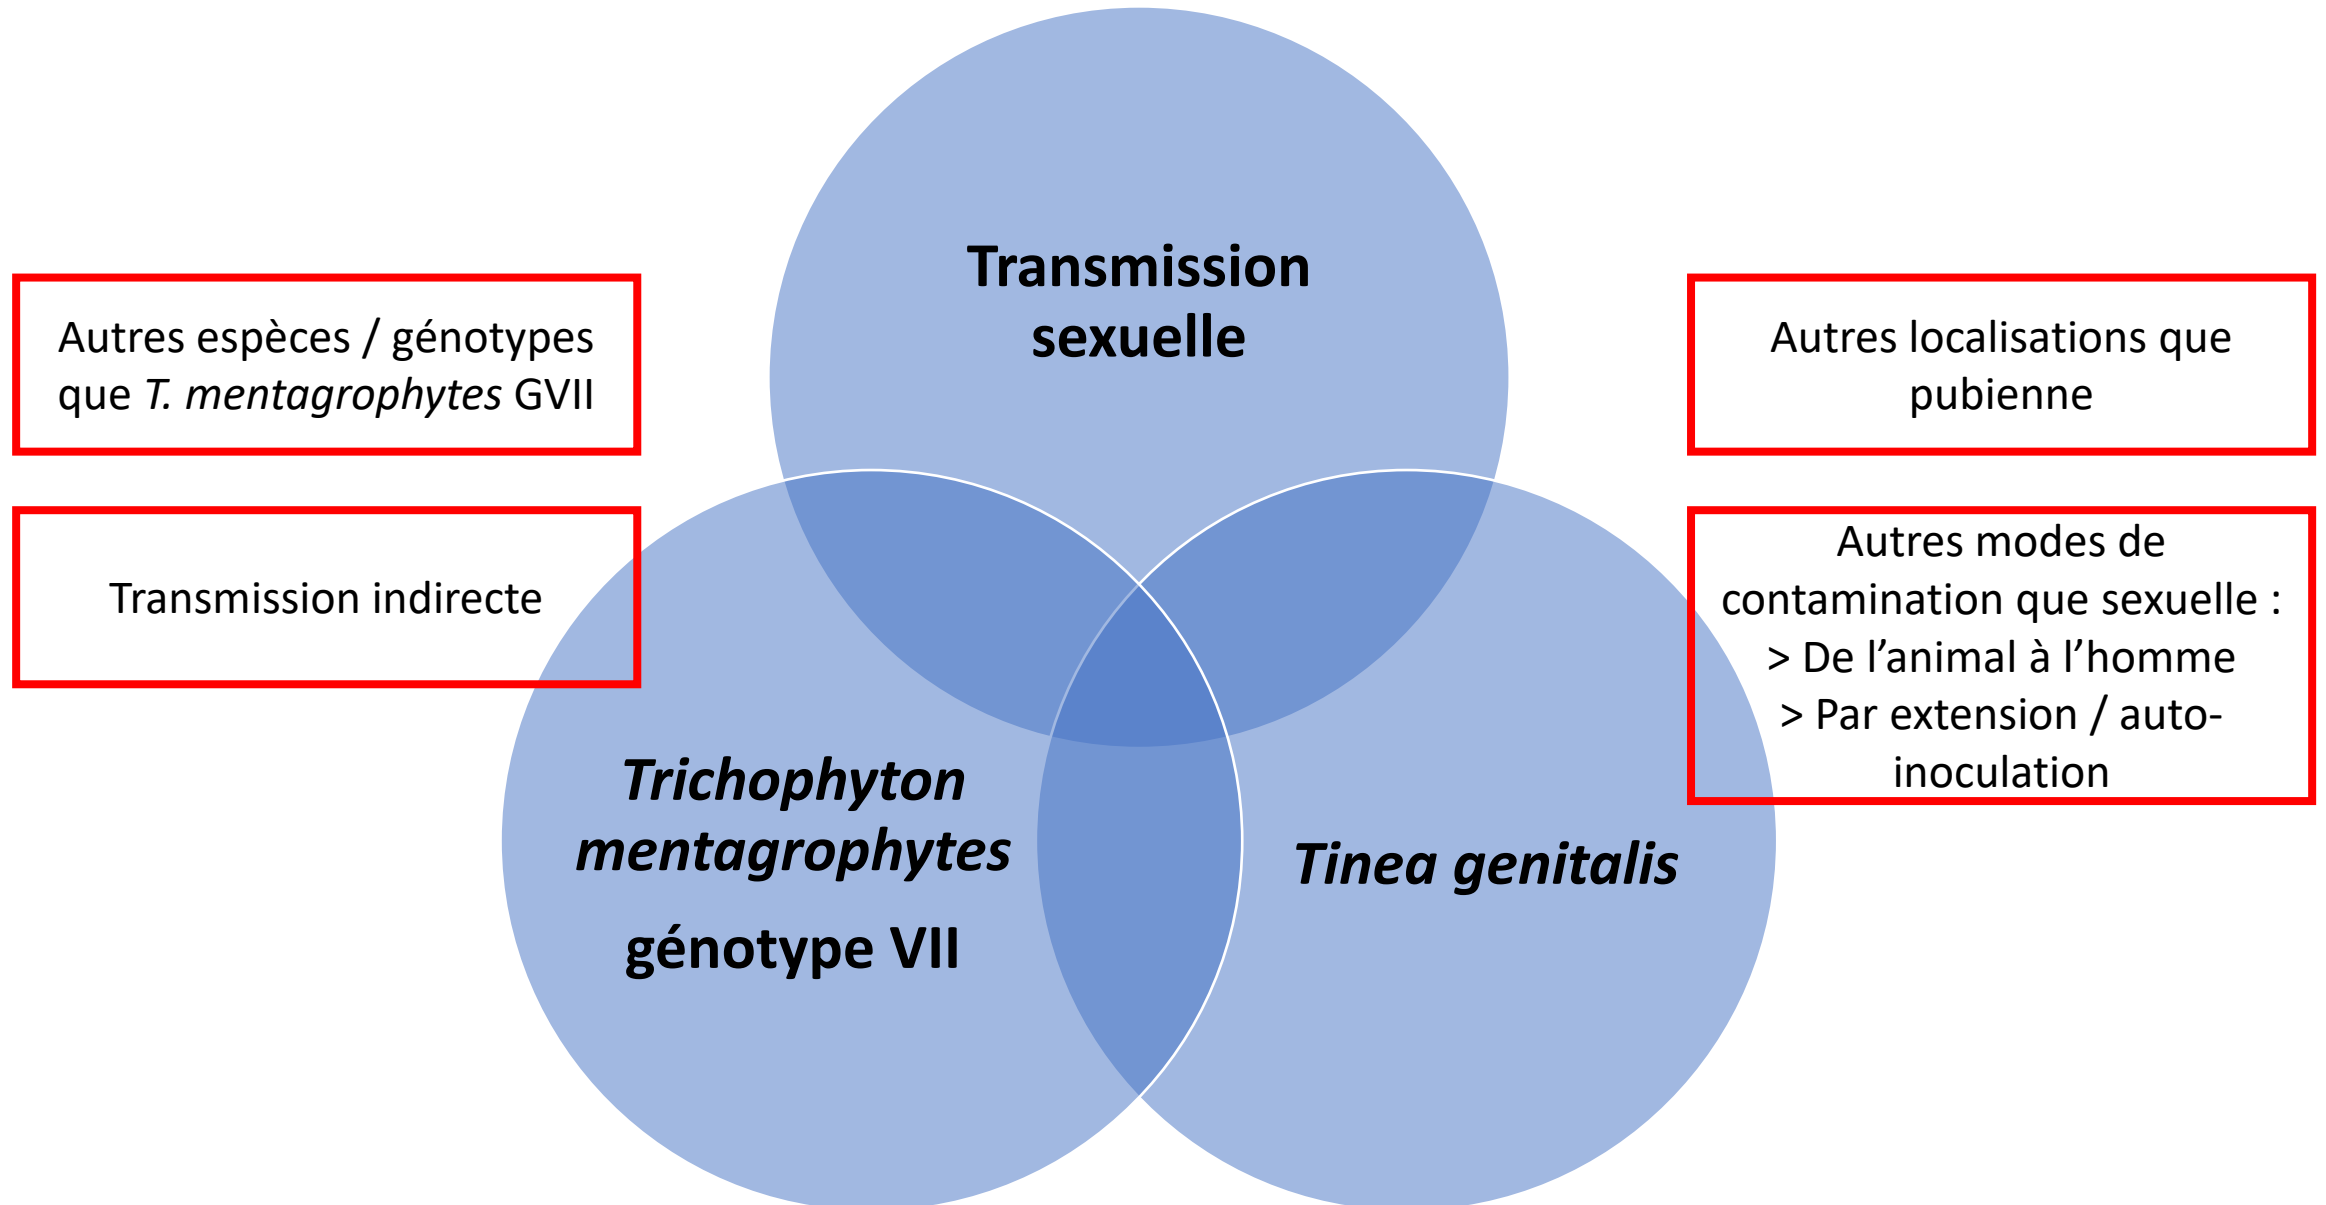 Transmission
sexuelle
Autres espèces / génotypes
que T. mentagrophytes GVII
Transmission indirecte
Autres localisations que
pubienne
Autres modes de
contamination que sexuelle :
> De l’animal à l’homme
> Par extension / auto-
inoculation
Trichophyton
mentagrophytes
génotype VII
Tinea genitalis